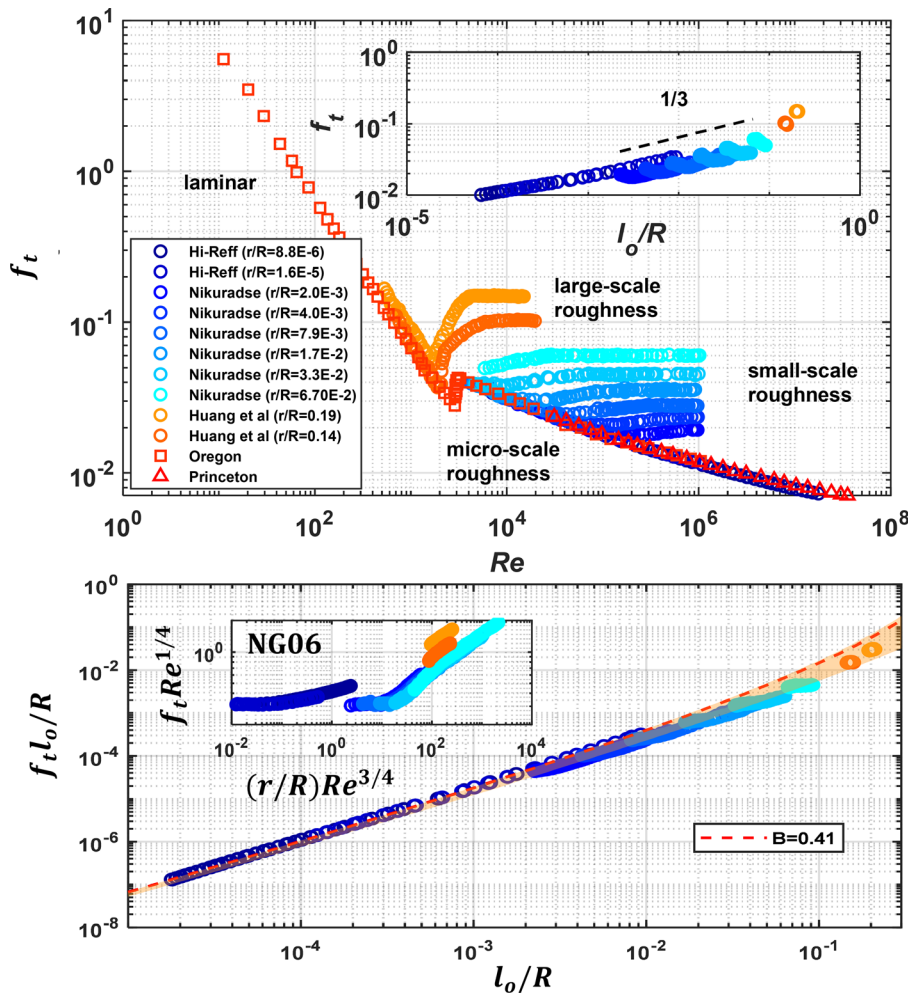 10^1
10^0
10^-1
10^-2
f_t
laminar
10^0
10^-1
10^-2
f_t
1/3
10^-5
10^0
l_o/R
Hi-Reff (r/R=8.8E-6)
Hi-Reff (r/R=1.6E-5)
Nikuradse (r/R=2.0E-3)
Nikuradse (r/R=4.0E-3)
Nikuradse (r/R=7.9E-3)
Nikuradse (r/R=1.7E-2)
Nikuradse (r/R=3.3E-2)
Nikuradse (r/R=6.70E-2)
Huang et al (r/R=0.19)
Huang et al (r/R=0.14)
Oregon
Princeton
large-scale
roughness
small-scale
roughness
micro-scale
roughness
10^0
10^2
10^4
10^6
10^8
Re
10^0
10^-2
10^-4
10^-6
10^-8
f_t l_o/R
NG06
f_t Re^1/4
10^0
10^-2
10^0
10^2
10^4
(r/R)Re^3/4
B=0.41
10^-4
10^-3
10^-2
10^-1
l_o/R